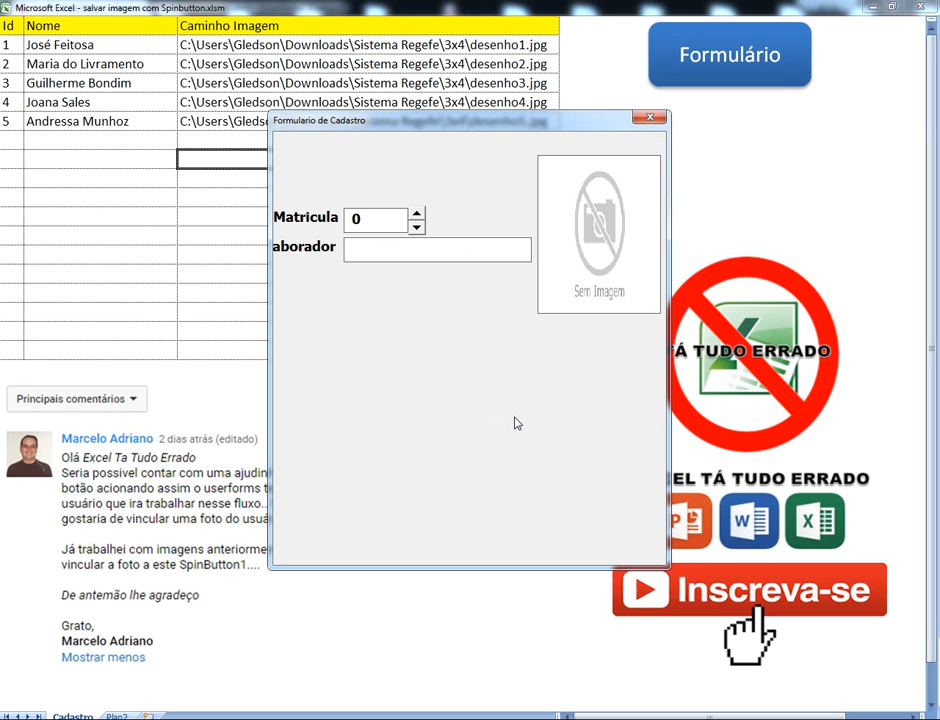 Microsoft Excel - salvar imagem com Spinbutton.xlsm
Id Nome Caminho Imagem
1 José Feitosa C:\Users\Gledson\Downloads\Sistema Regefe\3x4\desenho1.jpg
2 Maria do Livramento C:\Users\Gledson\Downloads\Sistema Regefe\3x4\desenho2.jpg
3 Guilherme Bondim C:\Users\Gledson\Downloads\Sistema Regefe\3x4\desenho3.jpg
4 Joana Sales C:\Users\Gledson\Downloads\Sistema Regefe\3x4\desenho4.jpg
5 Andressa Munhoz C:\Users\Gledson
Formulário
Formulario de Cadastro
Matricula 0
aborador
Sem Imagem
TÁ TUDO ERRADO
EL TÁ TUDO ERRADO
Inscreva-se
Principais comentários
Marcelo Adriano 2 dias atrás (editado)
Olá Excel Ta Tudo Errado
Seria possivel contar com uma ajudin
botão acionando assim o userforms t
usuário que ira trabalhar nesse fluxo..
gostaria de vincular uma foto do usuá
Já trabalhei com imagens anteriorme
vincular a foto a este SpinButton1....
De antemão lhe agradeço
Grato,
Marcelo Adriano
Mostrar menos
Cadastro Plan2